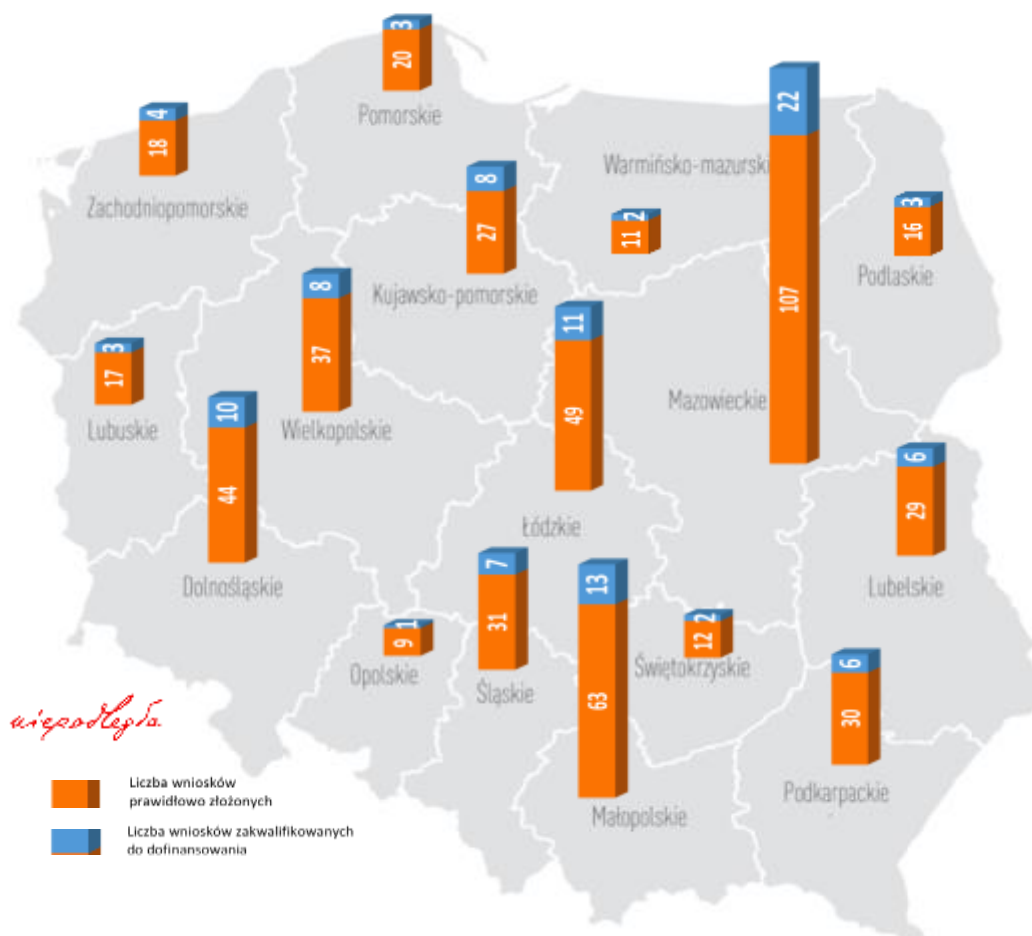 3
20
Pomorskie
4
18
Zachodniopomorskie
22
107
Mazowieckie
Warmińsko-mazurski
2
11
3
16
Podlaskie
8
27
Kujawsko-pomorskie
8
37
Wielkopolskie
3
17
Lubuskie
11
49
Łódzkie
10
44
Dolnośląskie
6
29
Lubelskie
7
31
Śląskie
13
63
Małopolskie
1
9
Opolskie
2
12
Świętokrzyskie
6
30
Podkarpackie
niepodległa
Liczba wniosków
prawidłowo złożonych
Liczba wniosków zakwalifikowanych
do dofinansowania